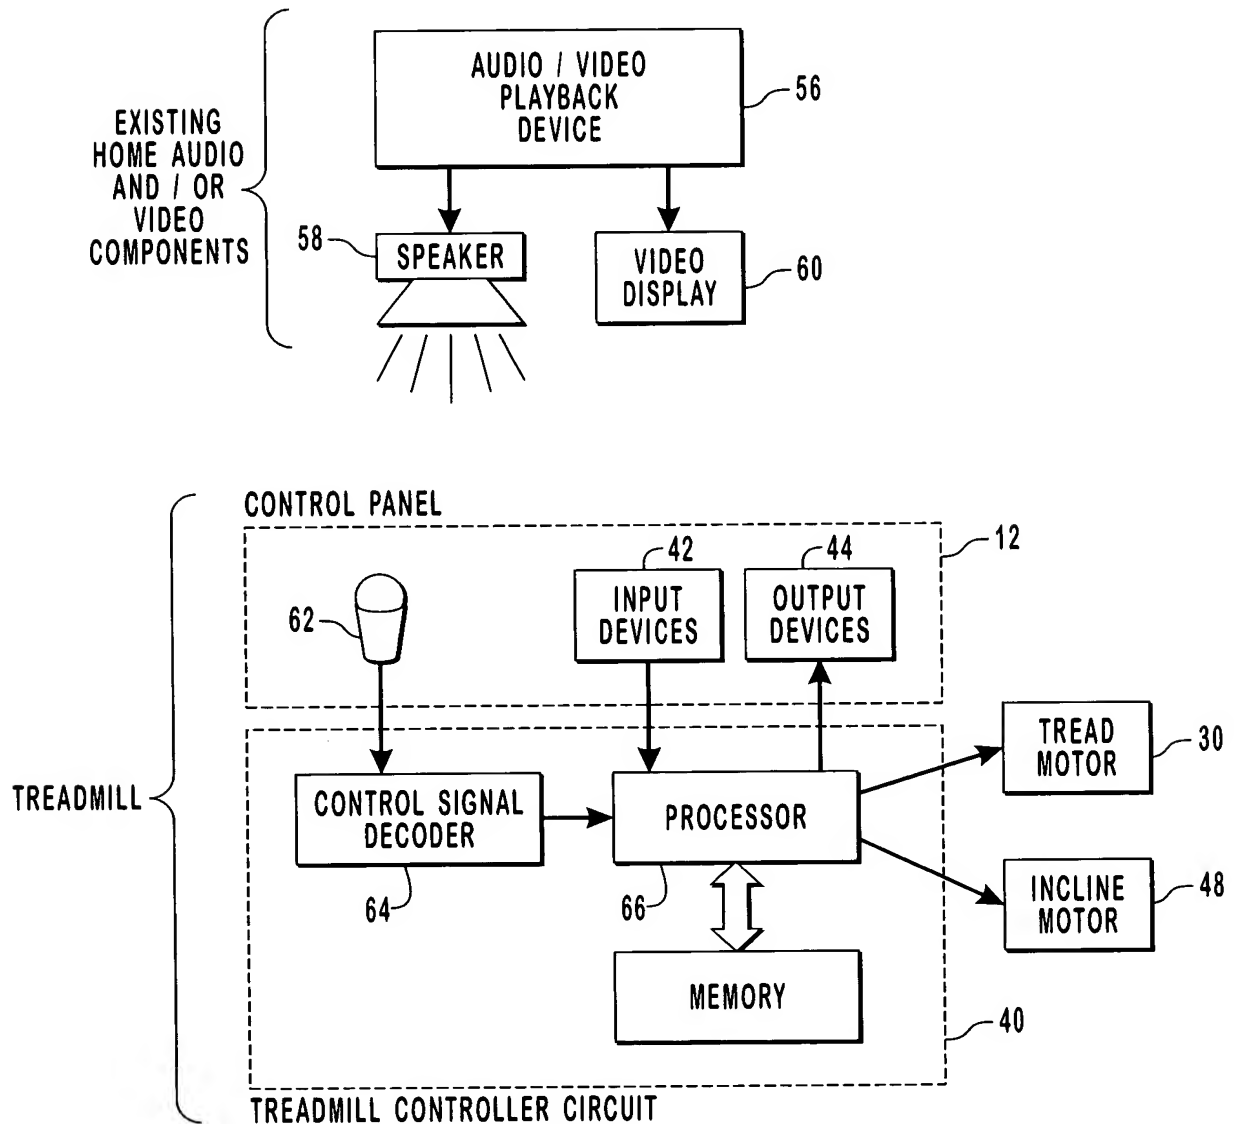 AUDIO / VIDEO
PLAYBACK
DEVICE
56
EXISTING
HOME AUDIO
AND / OR
VIDEO
COMPONENTS
58
SPEAKER
VIDEO
DISPLAY
60
CONTROL PANEL
12
42
44
INPUT
DEVICES
OUTPUT
DEVICES
62
TREADMILL
TREAD
MOTOR
30
CONTROL SIGNAL
DECODER
PROCESSOR
64
66
INCLINE
MOTOR
48
MEMORY
40
TREADMILL CONTROLLER CIRCUIT